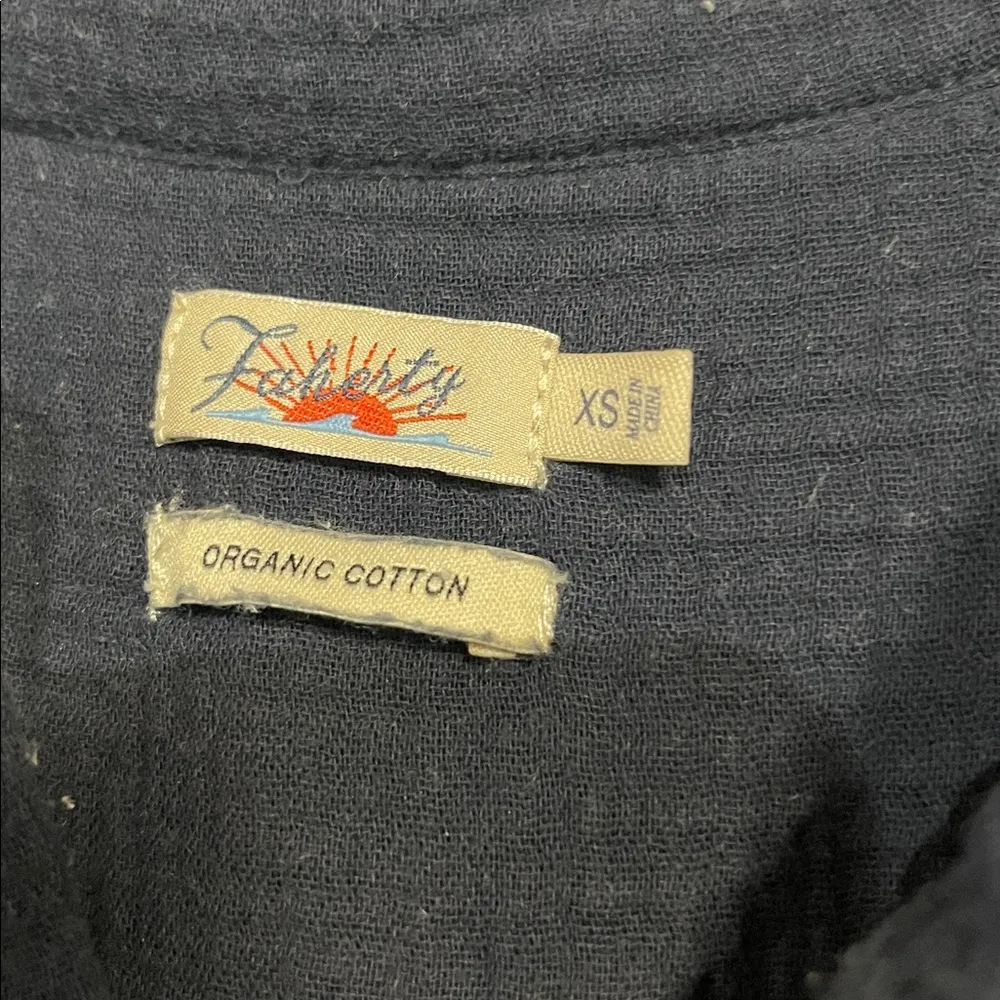 Faherty
XS
MADE IN
CHINA
ORGANIC COTTON